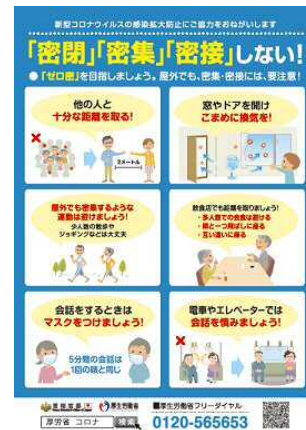 新型コロナウイルスの感染拡大防止にご協力をおねがいします
「密閉」「密集」「密接」しない!
●「ゼロ密」を目指しましょう。屋外でも、密集・密接には、要注意!
他の人と
十分な距離を取る!
2メートル
窓やドアを開け
こまめに換気を!
屋外でも密集するような
運動は避けましょう!
少人数の散歩や
ジョギングなどは大丈夫
飲食店でも距離を取りましょう!
・多人数での会食は避ける
・隣と一つ飛ばしに座る
・互い違いに座る
会話をするときは
マスクをつけましょう!
5分間の会話は
1回の咳と同じ
電車やエレベーターでは
会話を慎みましょう!
首相官邸
厚生労働省
■厚生労働省フリーダイヤル
厚労省 コロナ 検索
0120-565653